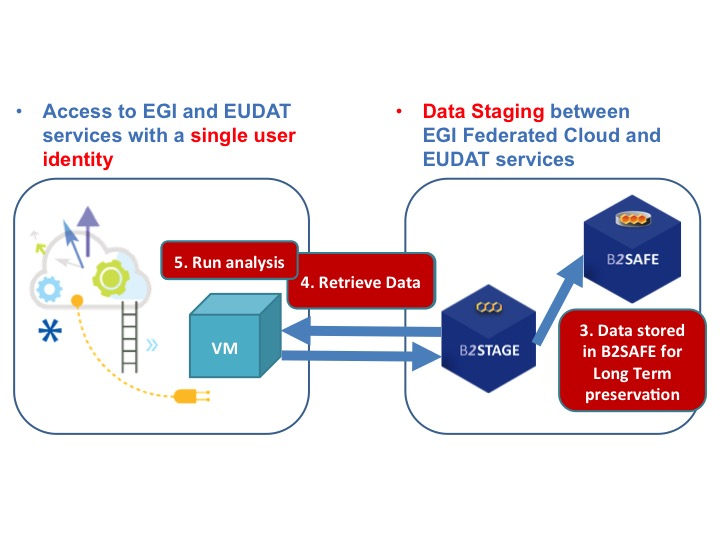 • Access to EGI and EUDAT
services with a single user
identity
• Data Staging between
EGI Federated Cloud and
EUDAT services
5. Run analysis
4. Retrieve Data
VM
B2STAGE
B2SAFE
3. Data stored
in B2SAFE for
Long Term
preservation